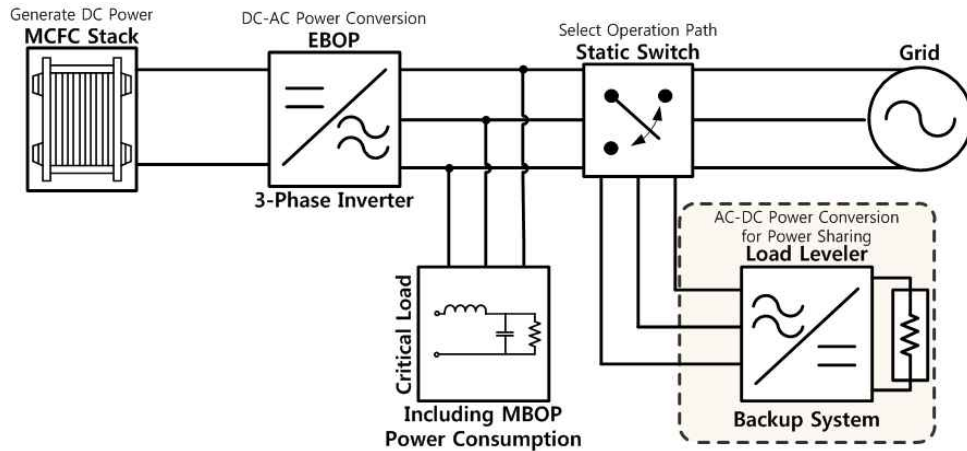 Generate DC Power
MCFC Stack
DC-AC Power Conversion
EBOP
3-Phase Inverter
Select Operation Path
Static Switch
Grid
Critical Load
Including MBOP
Power Consumption
AC-DC Power Conversion
for Power Sharing
Load Leveler
Backup System